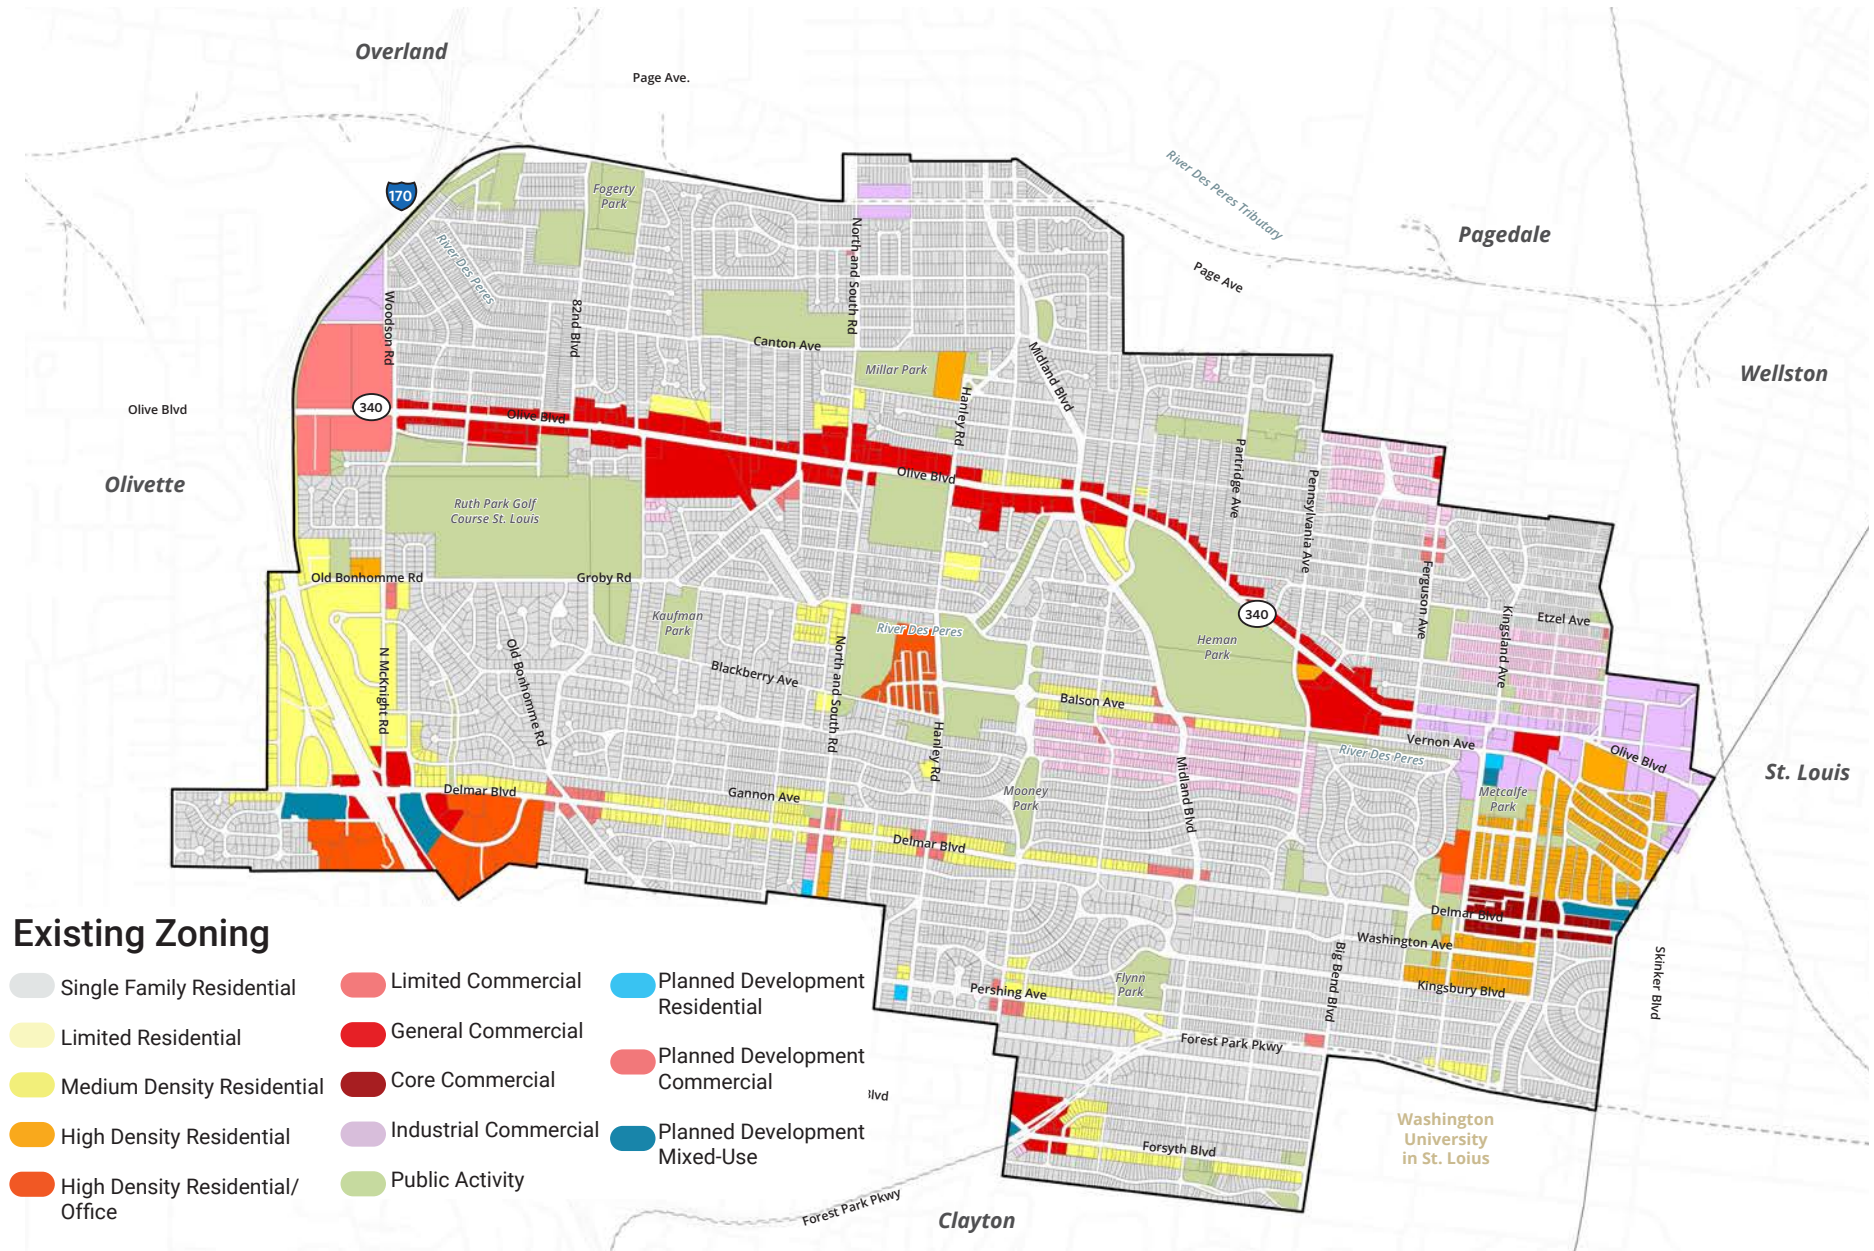 Overland
Page Ave.
170
Fogerty
Park
River Des Peres
River Des Peres Tributary
Pagedale
Page Ave
North and South Rd
Woodson Rd
82nd Blvd
Canton Ave
Millar Park
Midland Blvd
Wellston
Olive Blvd
340
Olive Blvd
Hanley Rd
Olive Blvd
Partridge Ave
Pennsylvania Ave
Olivette
Ruth Park Golf
Course St. Louis
Old Bonhomme Rd
Groby Rd
Ferguson Ave
Kingsland Ave
Etzel Ave
340
Kaufman
Park
River Des Peres
Heman
Park
N McKnight Rd
Old Bonhomme Rd
Blackberry Ave
North and South Rd
Balson Ave
Hanley Rd
Vernon Ave
River Des Peres
Olive Blvd
St. Louis
Delmar Blvd
Gannon Ave
Mooney
Park
Midland Blvd
Metcalfe
Park
Delmar Blvd
Delmar Blvd
Washington Ave
Big Bend Blvd
Skinker Blvd
Flynn
Park
Pershing Ave
Kingsbury Blvd
Forest Park Pkwy
lvd
Washington
University
in St. Loius
Forsyth Blvd
Forest Park Pkwy
Clayton
Existing Zoning
Single Family Residential
Limited Residential
Medium Density Residential
High Density Residential
High Density Residential/
Office
Limited Commercial
General Commercial
Core Commercial
Industrial Commercial
Public Activity
Planned Development
Residential
Planned Development
Commercial
Planned Development
Mixed-Use